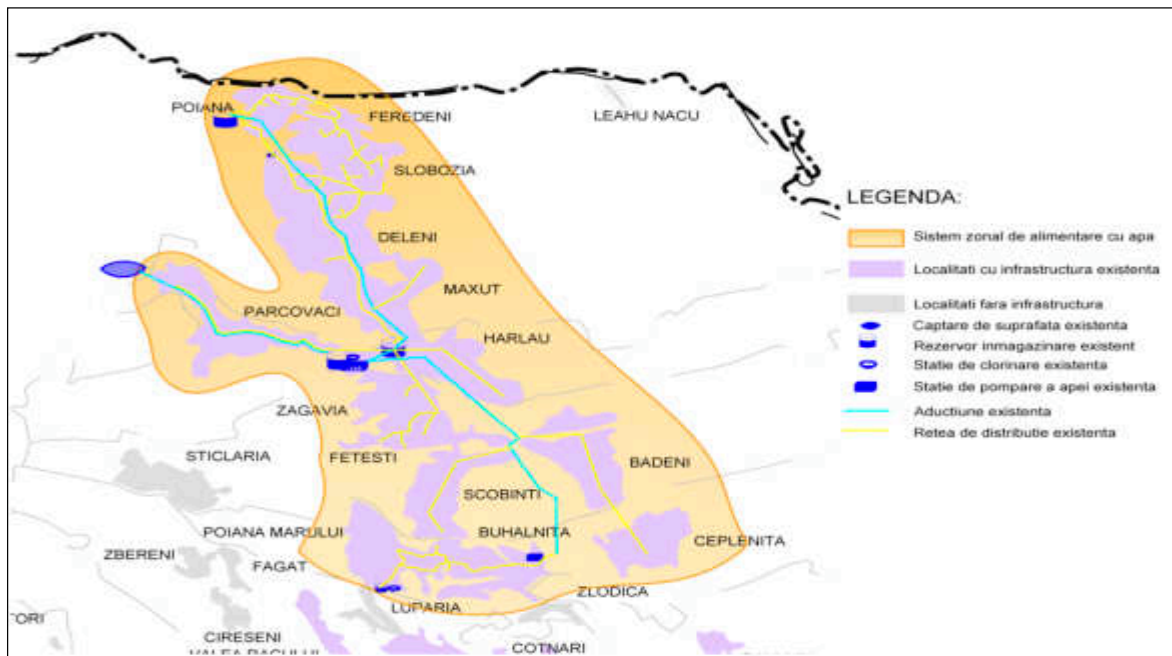 POIANA
FEREDENI
LEAHU NACU
SLOBOZIA
DELENI
MAXUT
PARCOVACI
HARLAU
ZAGAVIA
STICLARIA
FETESTI
BADENI
SCOBINTI
POIANA MARULUI
BUHALNITA
CEPLENITA
ZBERENI
FAGAT
ZLODICA
LUPARIA
ORI
CIRESENI
COTNARI
LEGENDA:
Sistem zonal de alimentare cu apa
Localitati cu infrastructura existenta
Localitati fara infrastructura
Captare de suprafata existenta
Rezervor inmagazinare existent
Statie de clorinare existenta
Statie de pompare a apei existenta
Aductiune existenta
Retea de distributie existenta